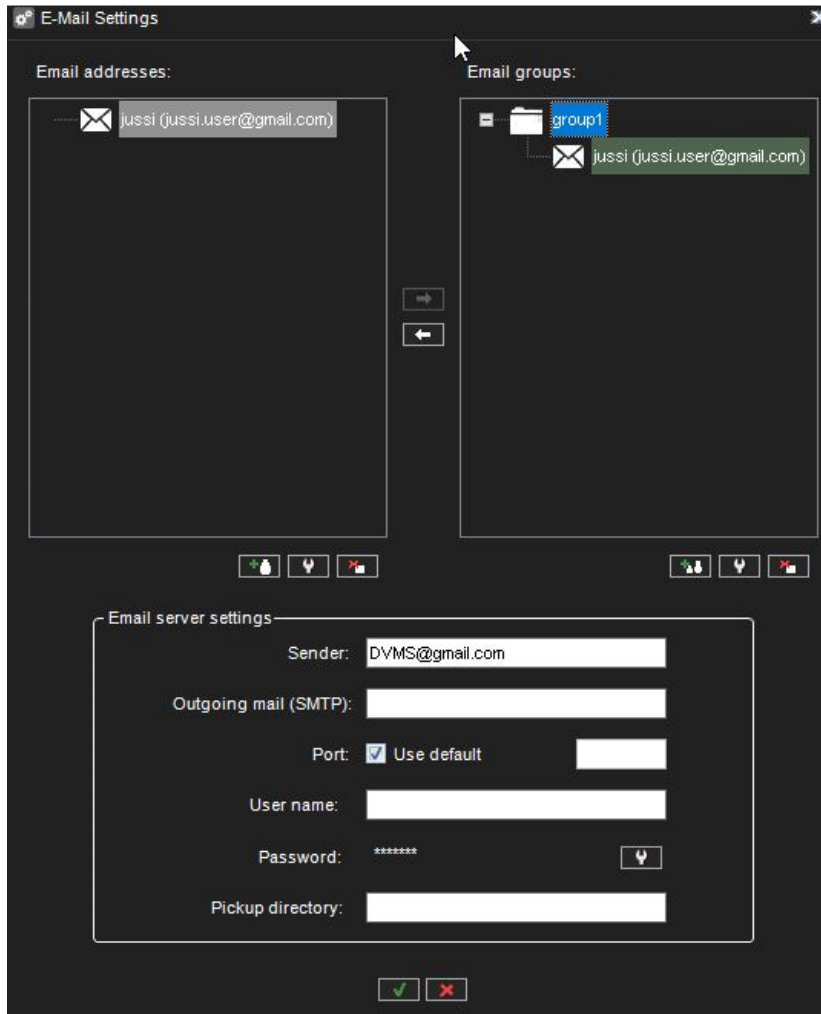 E-Mail Settings
Email addresses:
Email groups:
jussi (jussi.user@gmail.com)
group1
jussi (jussi.user@gmail.com)
Email server settings
Sender: DVMS@gmail.com
Outgoing mail (SMTP):
Port: Use default
User name:
Password: *******
Pickup directory: